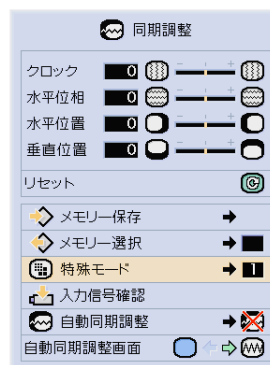 同期調整
クロック 0
水平位相 0
水平位置 0
垂直位置 0
リセット
メモリー保存
メモリー選択
特殊モード 1
入力信号確認
自動同期調整
自動同期調整画面